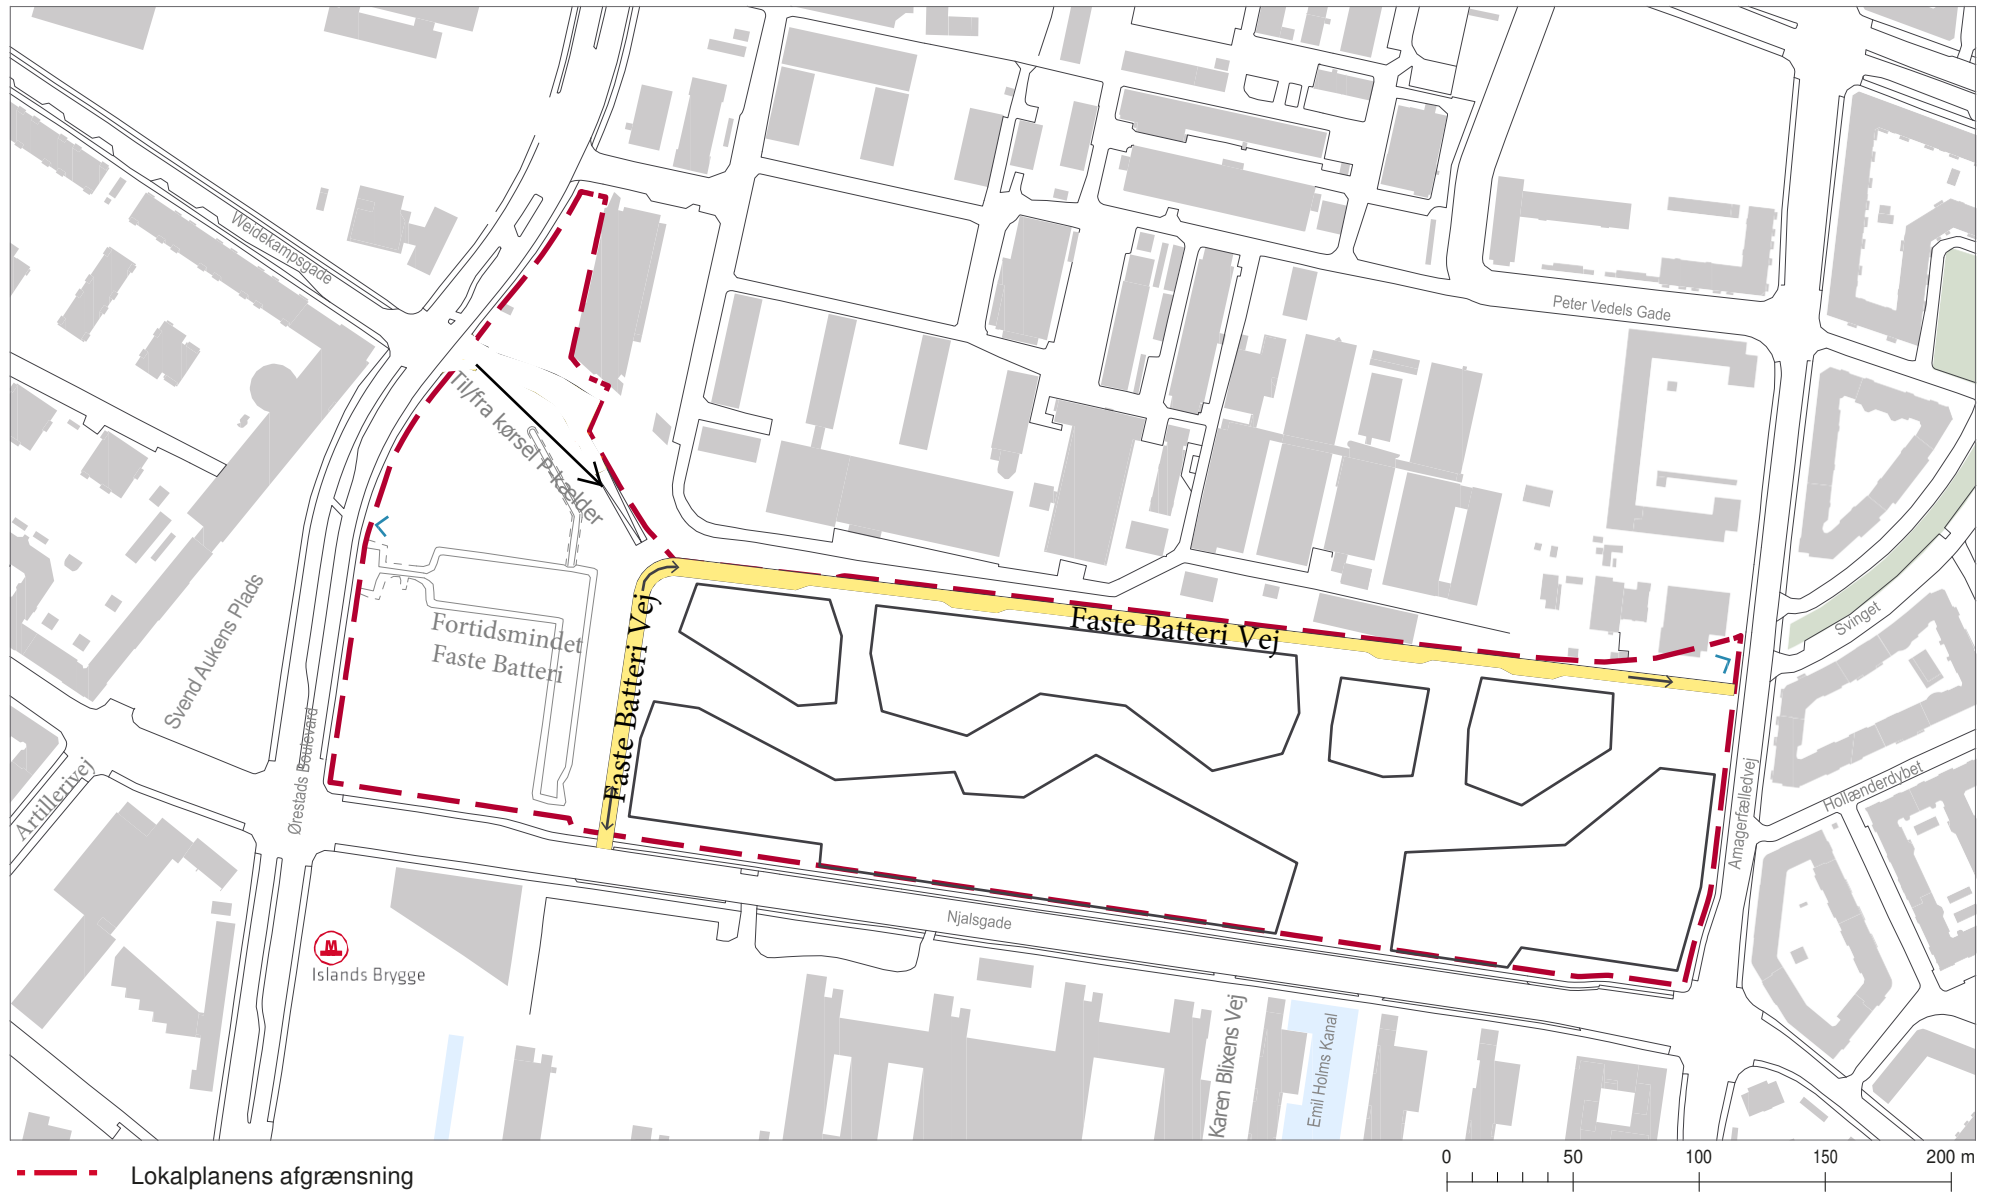 Weidekampsgade
Peter Vedels Gade
Til/fra kørsel P-kælder
Svend Aukens Plads
Fortidsmindet
Faste Batteri
Faste Batteri Vej
Faste Batteri Vej
Svinget
Ørestads Boulevard
Artillerivej
Amagerfælledvej
Hollænderdybet
Njalsgade
M
Islands Brygge
Karen Blixens Vej
Emil Holms Kanal
Lokalplanens afgrænsning
0 50 100 150 200 m